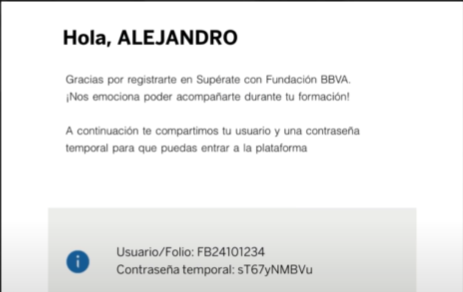 Hola, ALEJANDRO
Gracias por registrarte en Supérate con Fundación BBVA.
¡Nos emociona poder acompañarte durante tu formación!
A continuación te compartimos tu usuario y una contraseña
temporal para que puedas entrar a la plataforma
Usuario/Folio: FB24101234
Contraseña temporal: sT67yNMBVu